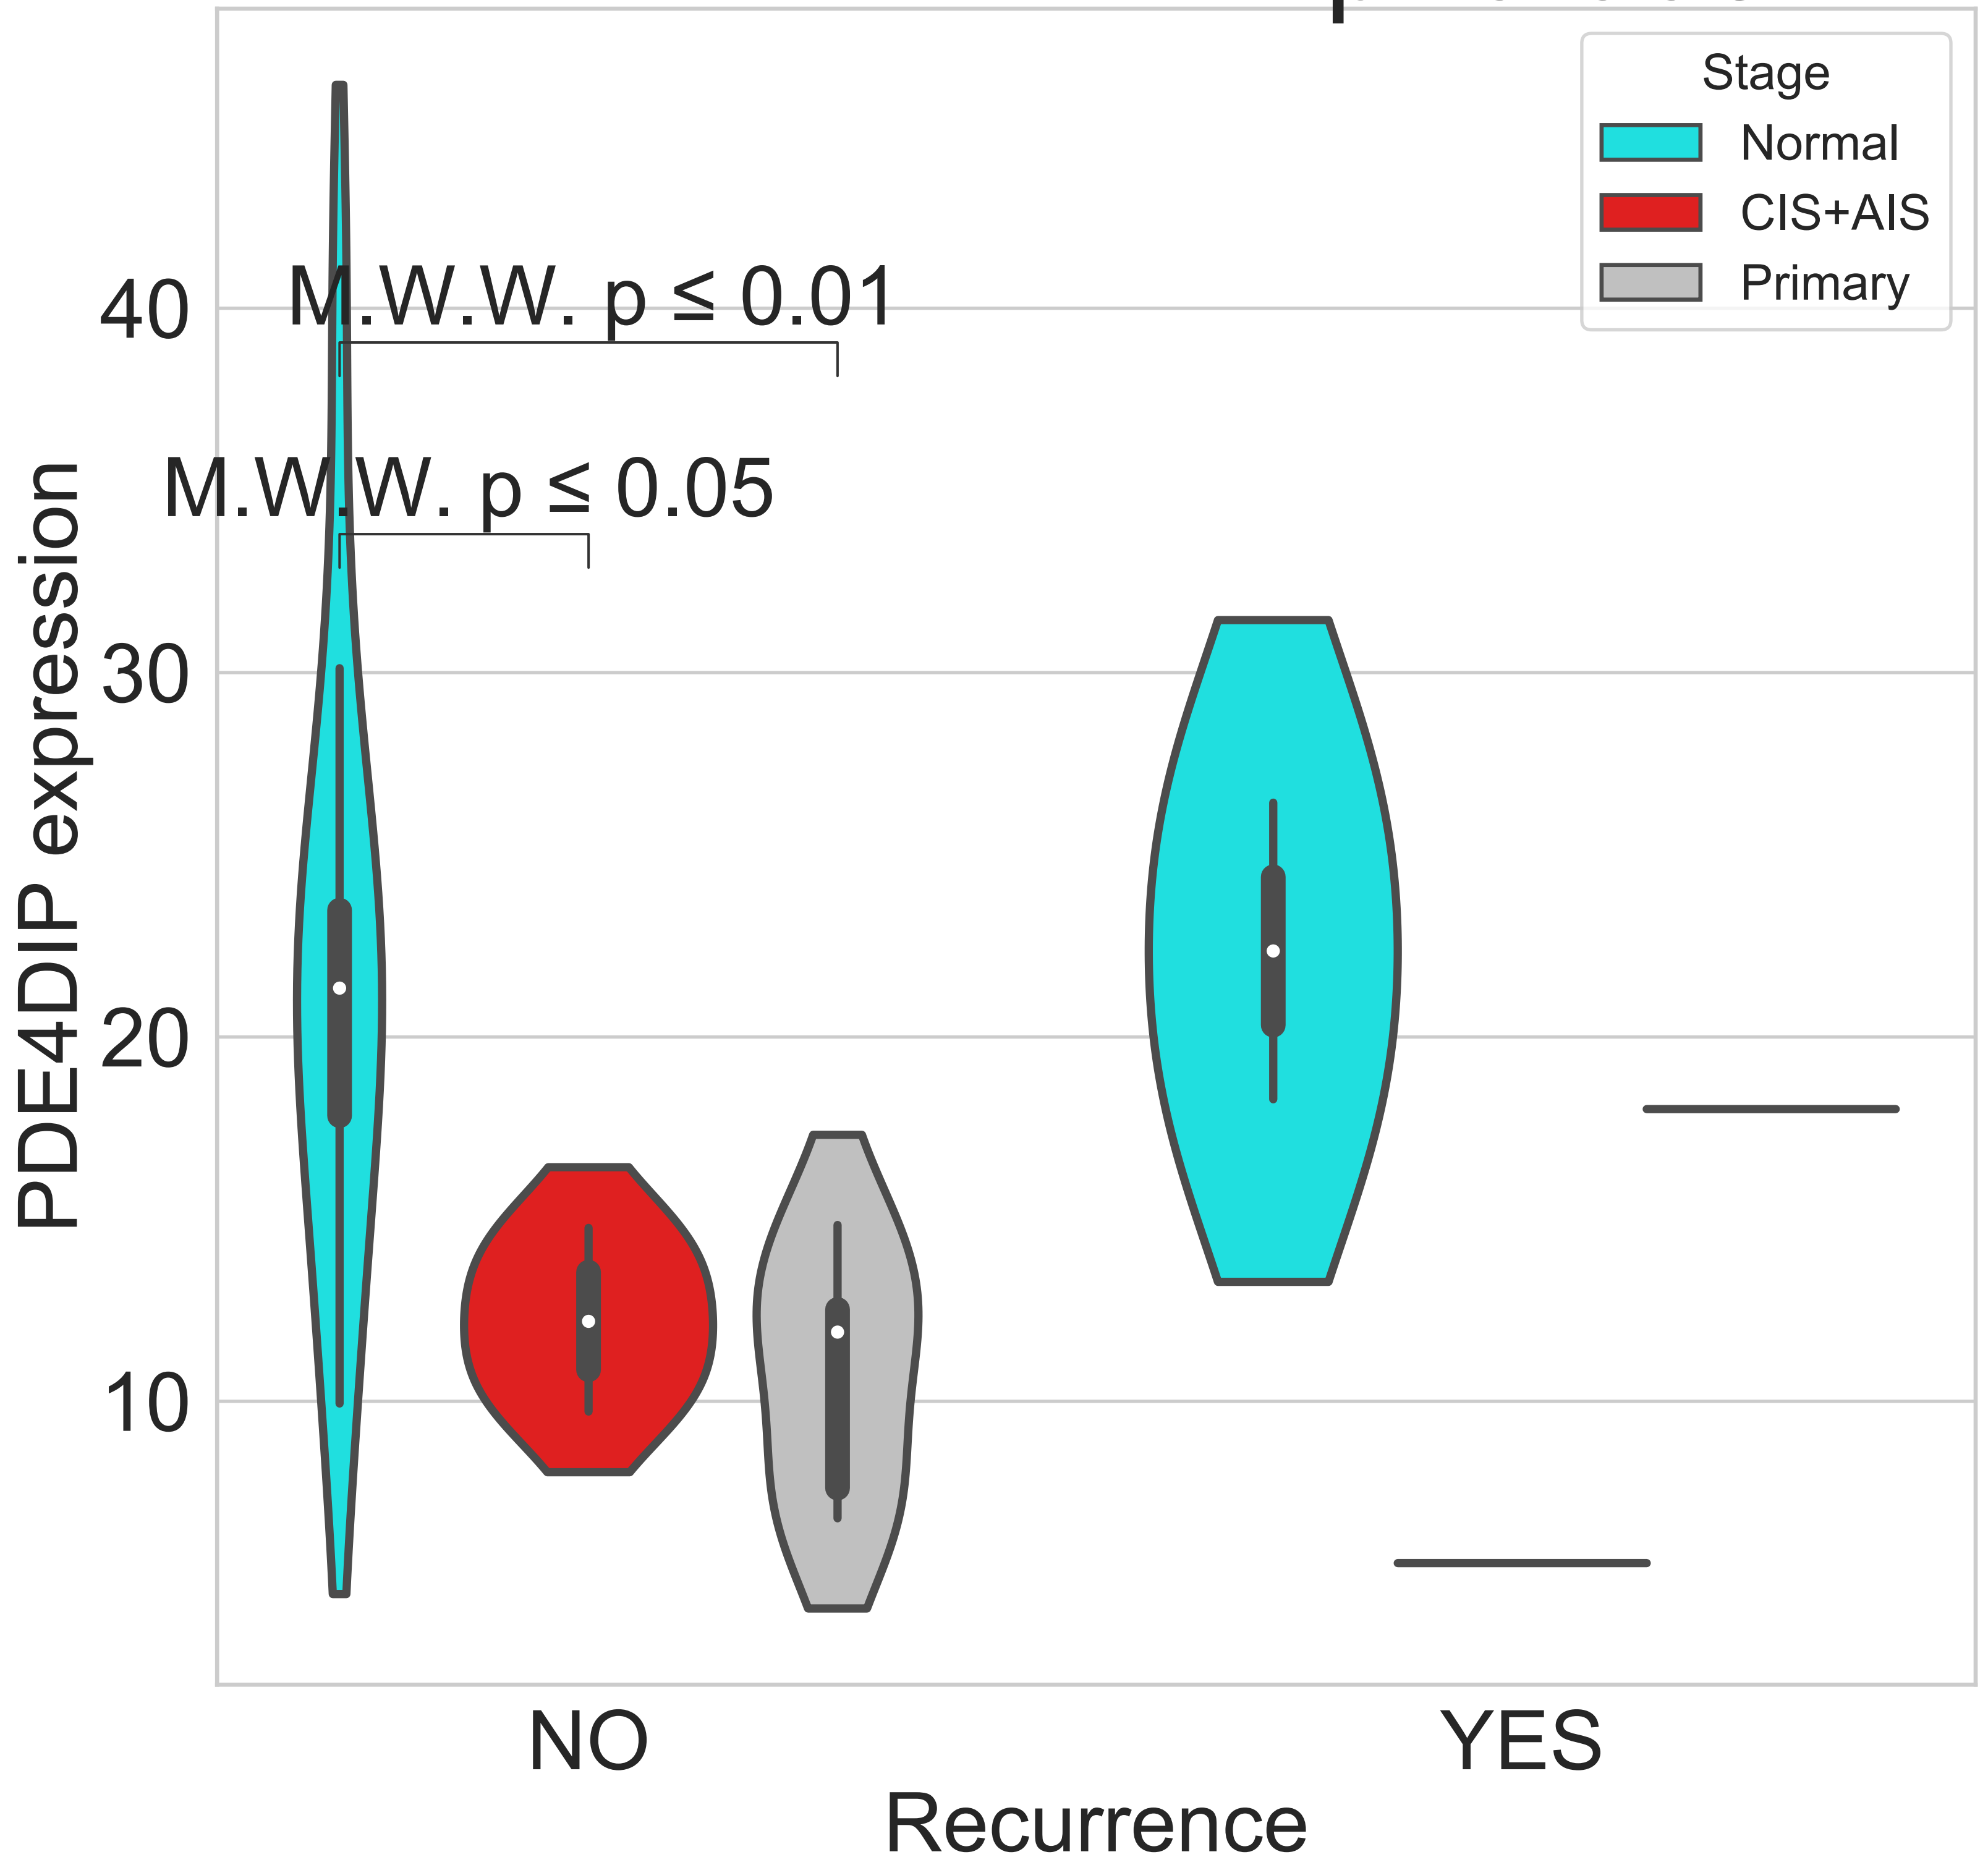 Stage
Normal
CIS+AIS
Primary
M.W.W. p ≤ 0.01
M.W.W. p ≤ 0.05
40
30
20
10
PDE4DIP expression
NO
YES
Recurrence